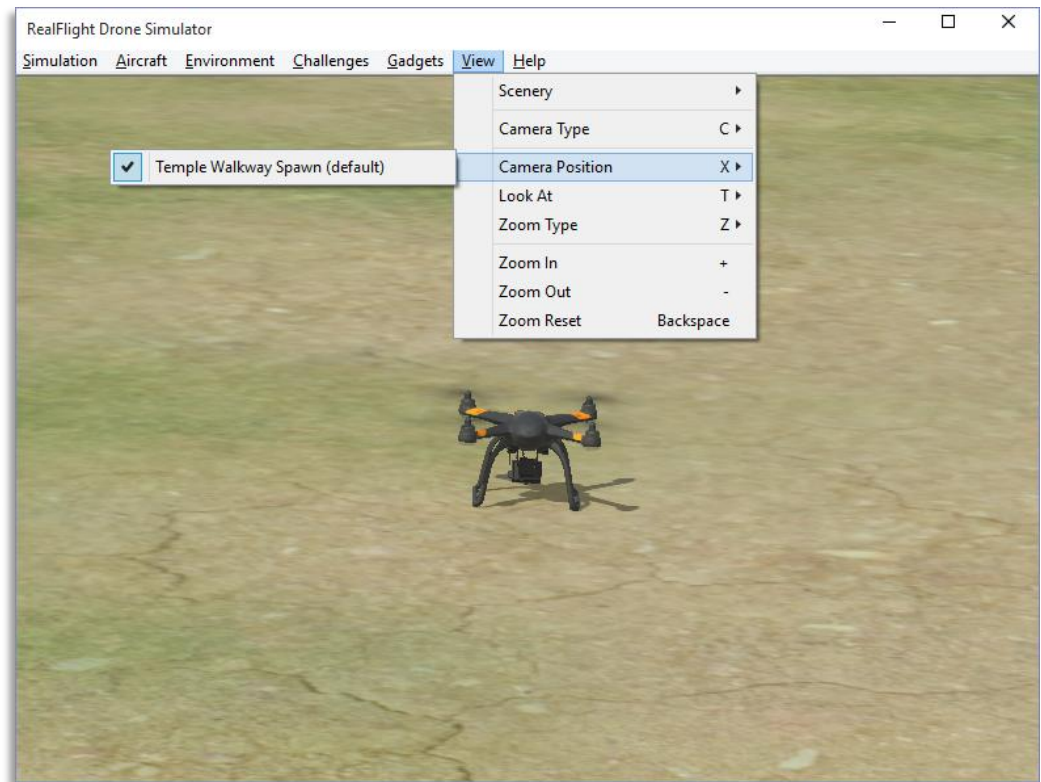 RealFlight Drone Simulator
Simulation Aircraft Environment Challenges Gadgets View Help
Scenery
Camera Type C
Camera Position X
Temple Walkway Spawn (default)
Look At T
Zoom Type Z
Zoom In +
Zoom Out -
Zoom Reset Backspace